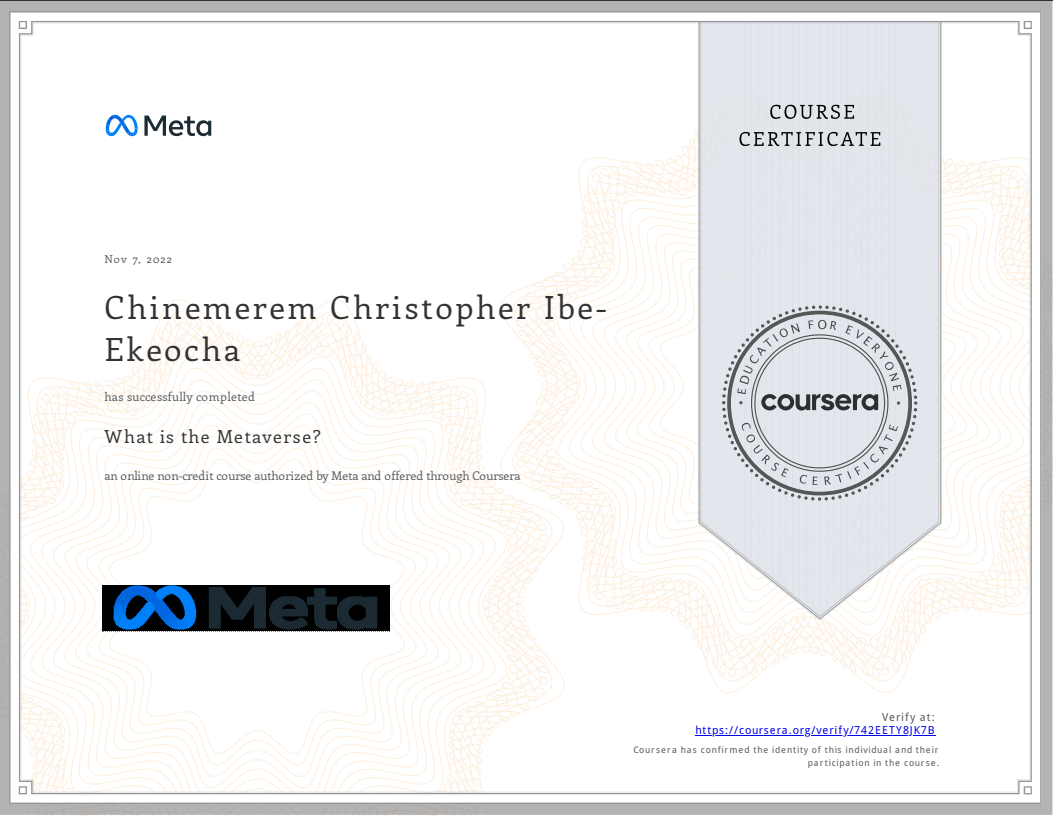 Meta
COURSE
CERTIFICATE
Nov 7, 2022
Chinemerem Christopher Ibe-
Ekeocha
has successfully completed
What is the Metaverse?
an online non-credit course authorized by Meta and offered through Coursera
EDUCATION FOR EVERYONE
coursera
COURSE CERTIFICATE
Meta
Verify at:
https://coursera.org/verify/742EETY8JK7B
Coursera has confirmed the identity of this individual and their
participation in the course.